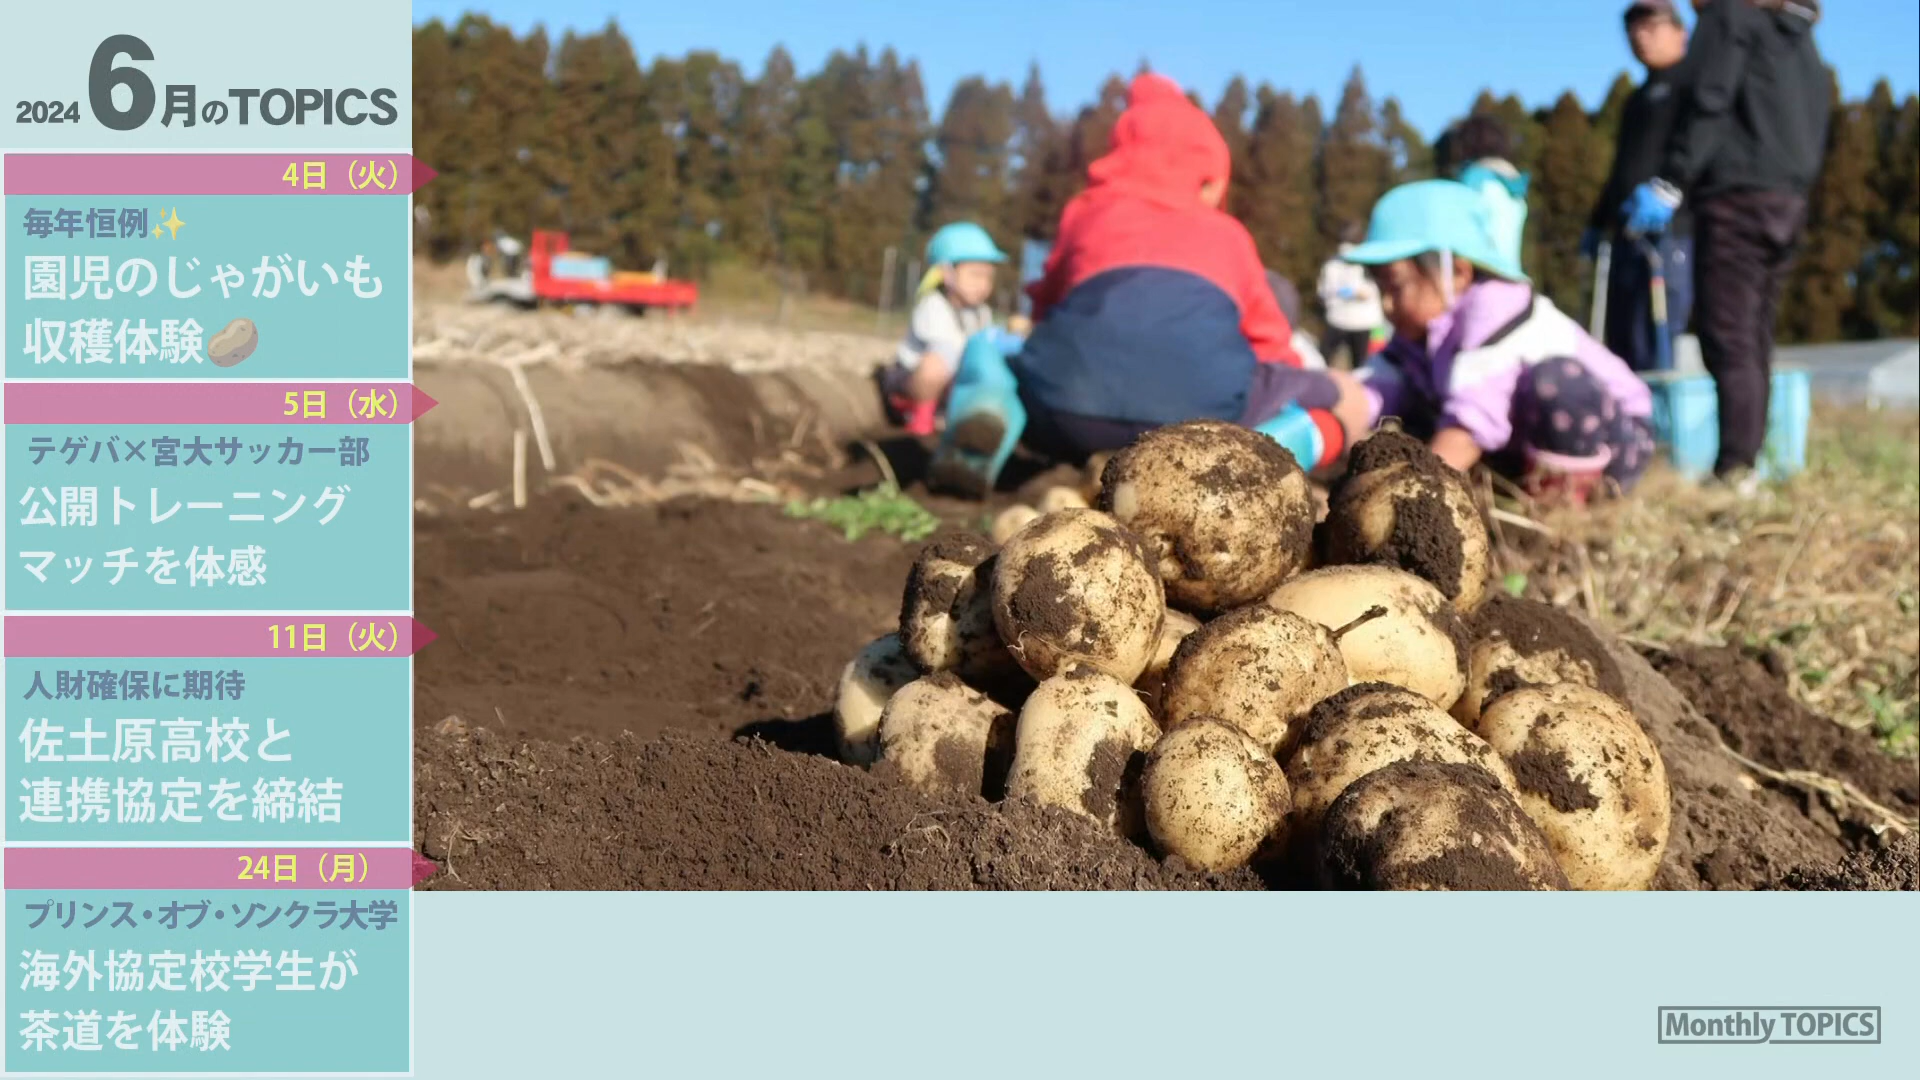 2024 6月のTOPICS
4日（火）
毎年恒例✨
園児のじゃがいも
収穫体験🥔
5日（水）
テゲバ×宮大サッカー部
公開トレーニング
マッチを体感
11日（火）
人財確保に期待
佐土原高校と
連携協定を締結
24日（月）
プリンス・オブ・ソンクラ大学
海外協定校学生が
茶道を体験
Monthly TOPICS